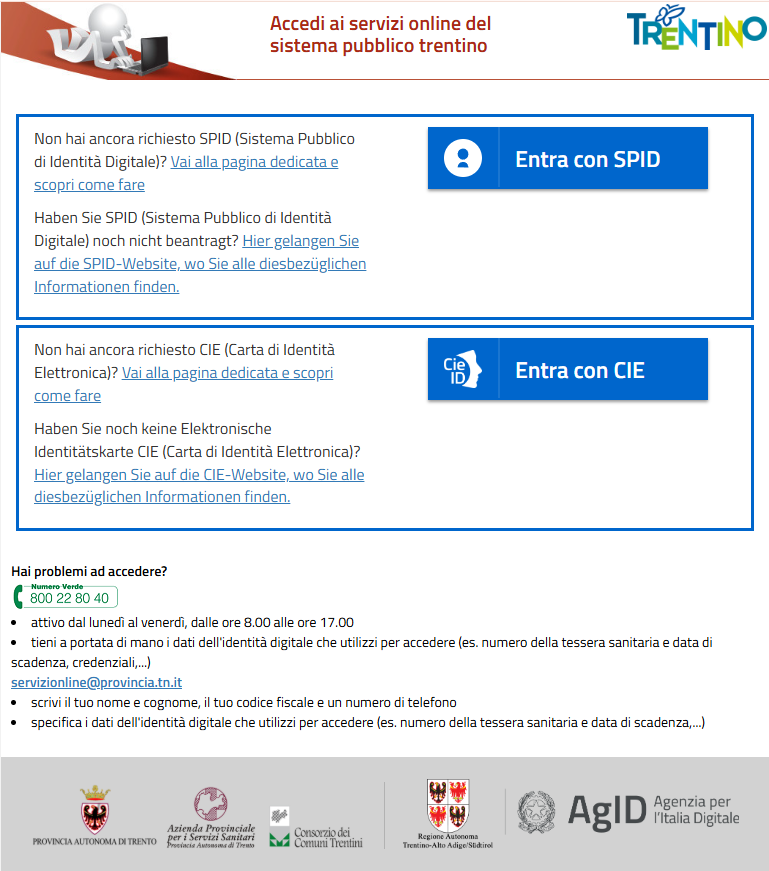 Accedi ai servizi online del
sistema pubblico trentino
TRENTINO
Non hai ancora richiesto SPID (Sistema Pubblico
di Identità Digitale)? Vai alla pagina dedicata e
scopri come fare
Entra con SPID
Haben Sie SPID (Sistema Pubblico di Identità
Digitale) noch nicht beantragt? Hier gelangen Sie
auf die SPID-Website, wo Sie alle diesbezüglichen
Informationen finden.
Non hai ancora richiesto CIE (Carta di Identità
Elettronica)? Vai alla pagina dedicata e scopri
come fare
Cie
ID
Entra con CIE
Haben Sie noch keine Elektronische
Identitätskarte CIE (Carta di Identità Elettronica)?
Hier gelangen Sie auf die CIE-Website, wo Sie alle
diesbezüglichen Informationen finden.
Hai problemi ad accedere?
Numero Verde
800 22 80 40
• attivo dal lunedì al venerdì, dalle ore 8.00 alle ore 17.00
• tieni a portata di mano i dati dell'identità digitale che utilizzi per accedere (es. numero della tessera sanitaria e data di
scadenza, credenziali,...)
servizionline@provincia.tn.it
• scrivi il tuo nome e cognome, il tuo codice fiscale e un numero di telefono
• specifica i dati dell'identità digitale che utilizzi per accedere (es. numero della tessera sanitaria e data di scadenza,...)
PROVINCIA AUTONOMA DI TRENTO
Azienda Provinciale
per i Servizi Sanitari
Provincia Autonoma di Trento
Consorzio dei
Comuni Trentini
Regione Autonoma
Trentino-Alto Adige/Südtirol
AgID Agenzia per
l'Italia Digitale